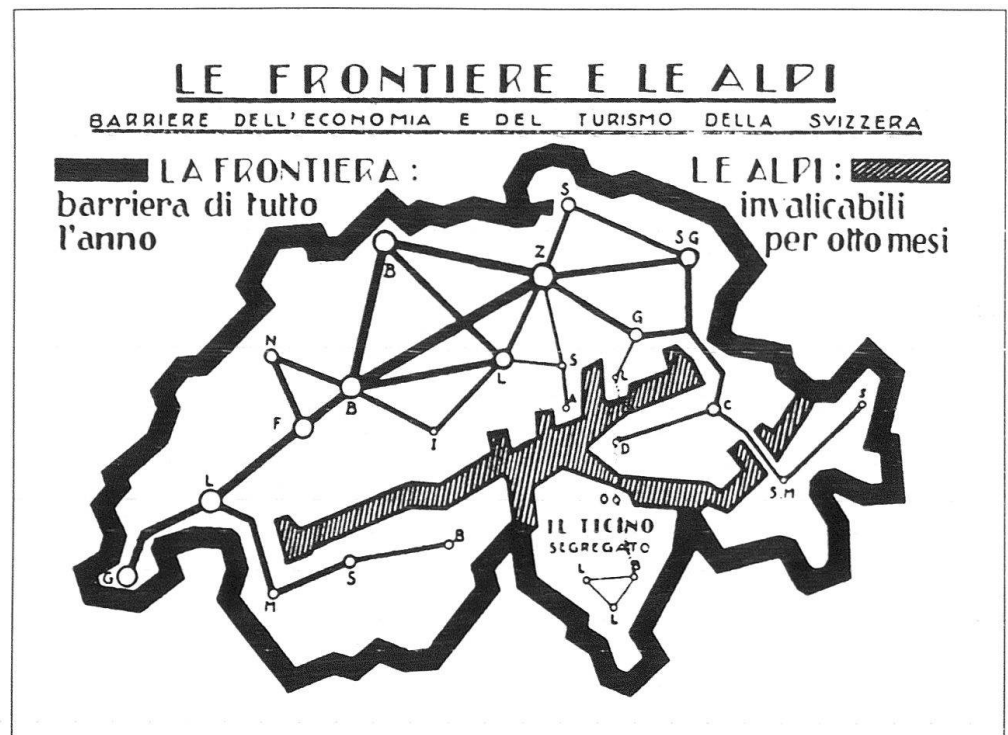 LE FRONTIERE E LE ALPI
BARRIERE DELL'ECONOMIA E DEL TURISMO DELLA SVIZZERA
LA FRONTIERA:
barriera di tutto
l'anno
LE ALPI:
invalicabili
per otto mesi
S
B
Z
SG
N
G
L
S
L
B
A
F
I
C
S
D
L
S.M
IL TICINO
SEGREGATO
B
S
G
M
L
B
L